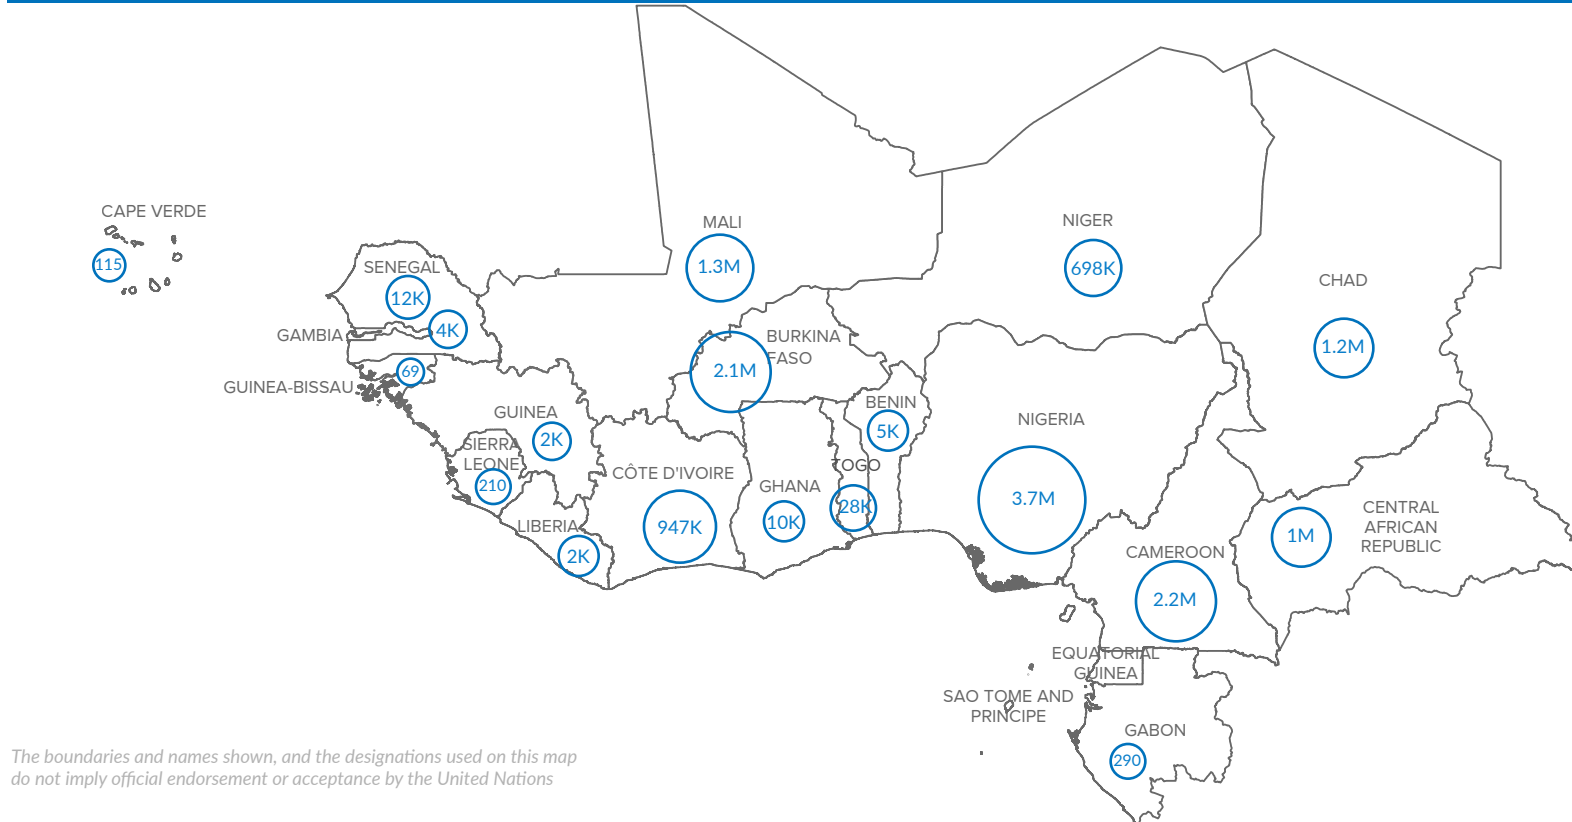 CAPE VERDE
115
MALI
1.3M
NIGER
698K
CHAD
1.2M
SENEGAL
12K
4K
GAMBIA
69
GUINEA-BISSAU
BURKINA
FASO
2.1M
GUINEA
2K
SIERRA
LEONE
210
LIBERIA
2K
CÔTE D'IVOIRE
947K
GHANA
10K
TOGO
28K
BENIN
5K
NIGERIA
3.7M
CENTRAL
AFRICAN
REPUBLIC
1M
CAMEROON
2.2M
EQUATORIAL
GUINEA
SAO TOME AND
PRINCIPE
GABON
290
The boundaries and names shown, and the designations used on this map
do not imply official endorsement or acceptance by the United Nations